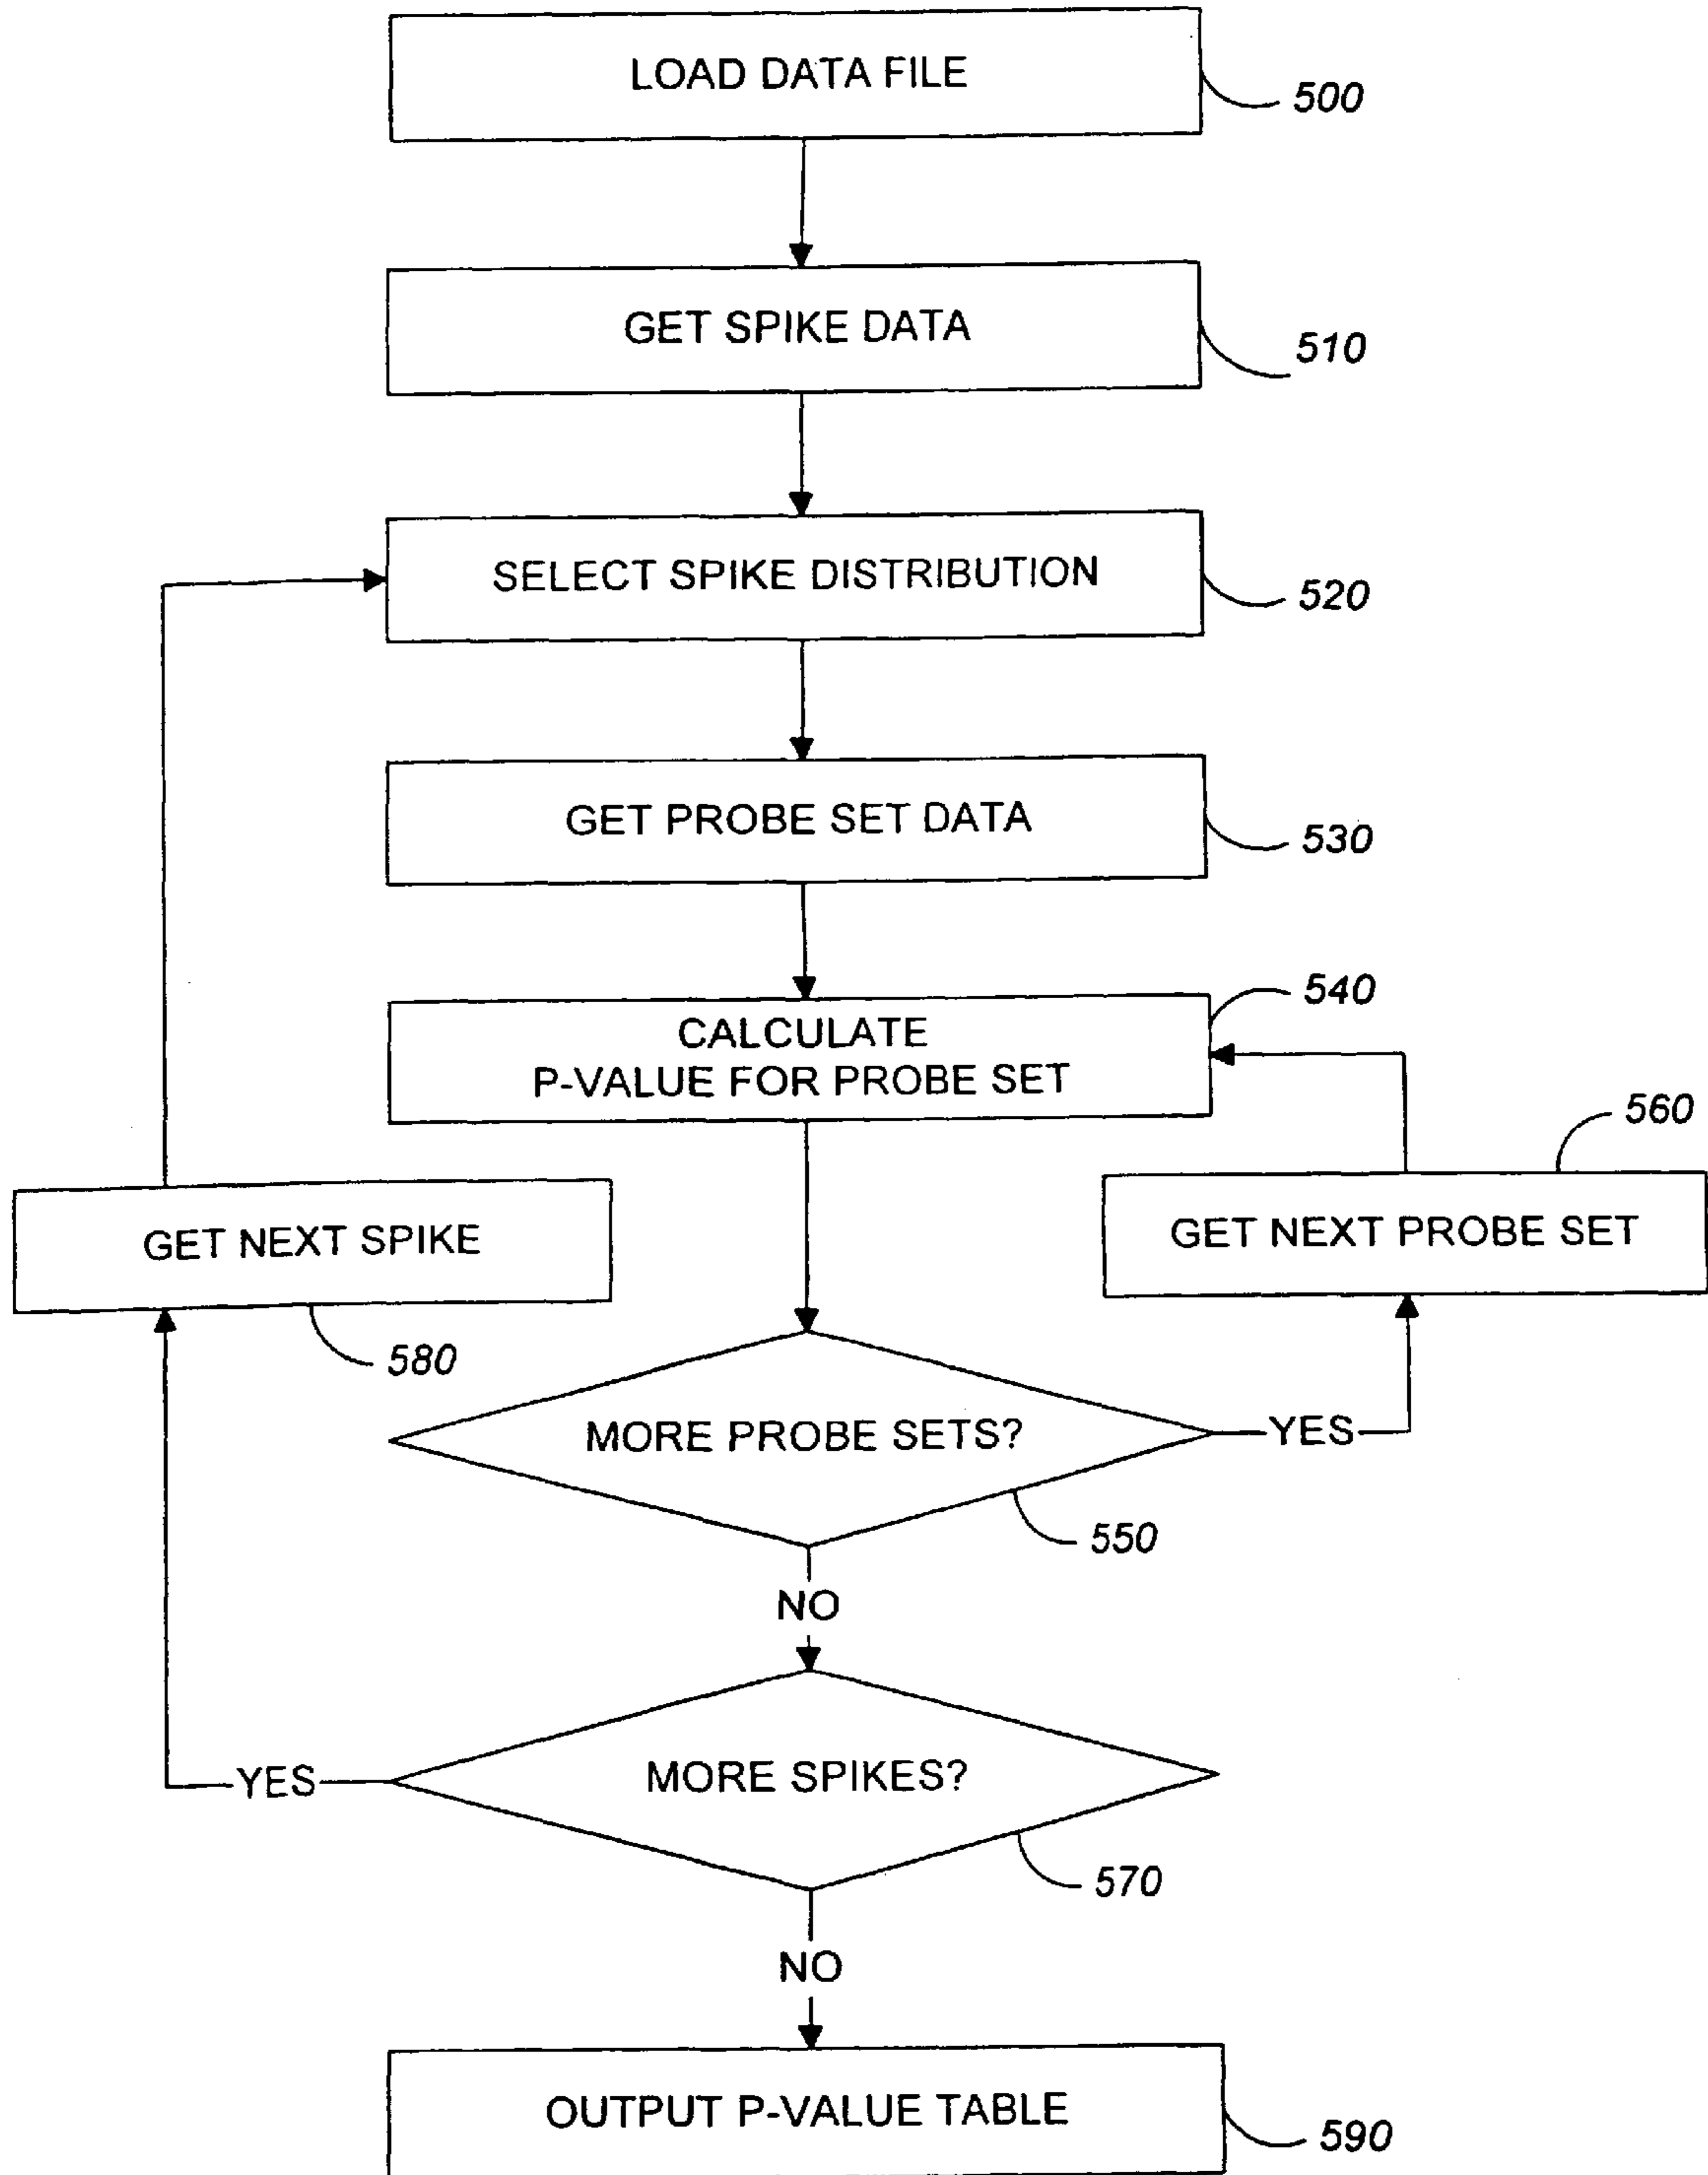 LOAD DATA FILE
500
GET SPIKE DATA
510
SELECT SPIKE DISTRIBUTION
520
GET PROBE SET DATA
530
540
CALCULATE
P-VALUE FOR PROBE SET
560
GET NEXT SPIKE
GET NEXT PROBE SET
580
MORE PROBE SETS?
YES
550
NO
MORE SPIKES?
YES
570
NO
OUTPUT P-VALUE TABLE
590